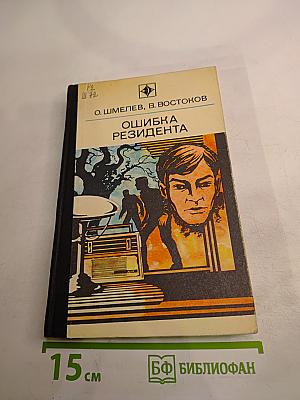 О. ШМЕЛЕВ, В. ВОСТОКОВ
ОШИБКА
РЕЗИДЕНТА
15 см
БФ БИБЛИОФАН